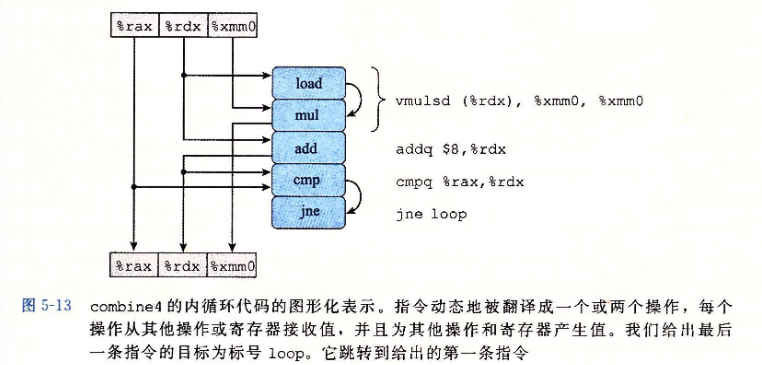 %rax %rdx %xmm0
load
mul
vmulsd (%rdx), %xmm0, %xmm0
add
addq $8,%rdx
cmp
cmpq %rax,%rdx
jne
jne loop
%rax %rdx %xmm0
图 5-13 combine4 的内循环代码的图形化表示。指令动态地被翻译成一个或两个操作，每个
操作从其他操作或寄存器接收值，并且为其他操作和寄存器产生值。我们给出最后
一条指令的目标为标号 loop。它跳转到给出的第一条指令